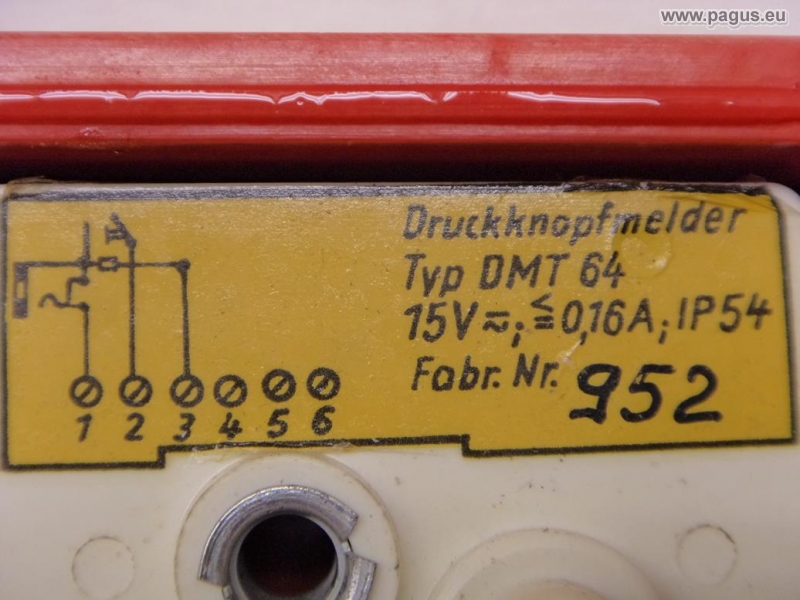 www.pagus.eu
Druckknopfmelder
Typ DMT 64
15V≂; ≦0,16A; IP54
Fabr. Nr. 952
1 2 3 4 5 6